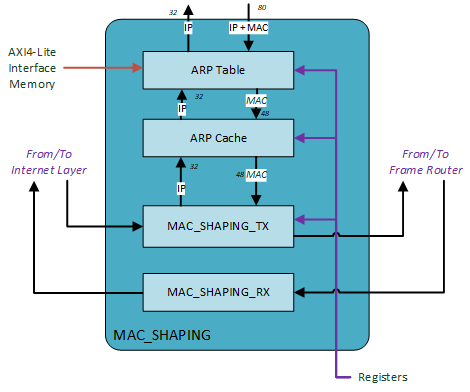 32
80
IP
IP + MAC
AXI4-Lite
Interface
Memory
ARP Table
32
MAC
IP
48
ARP Cache
From/To
Internet Layer
32
48
MAC
From/To
Frame Router
IP
MAC_SHAPING_TX
MAC_SHAPING_RX
MAC_SHAPING
Registers